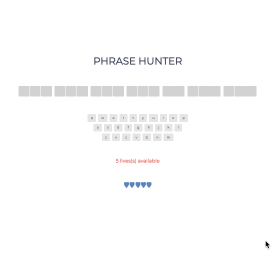 PHRASE HUNTER
q w e r t y u i o p
a s d f g h j k l
z x c v b n m
5 lives(s) available